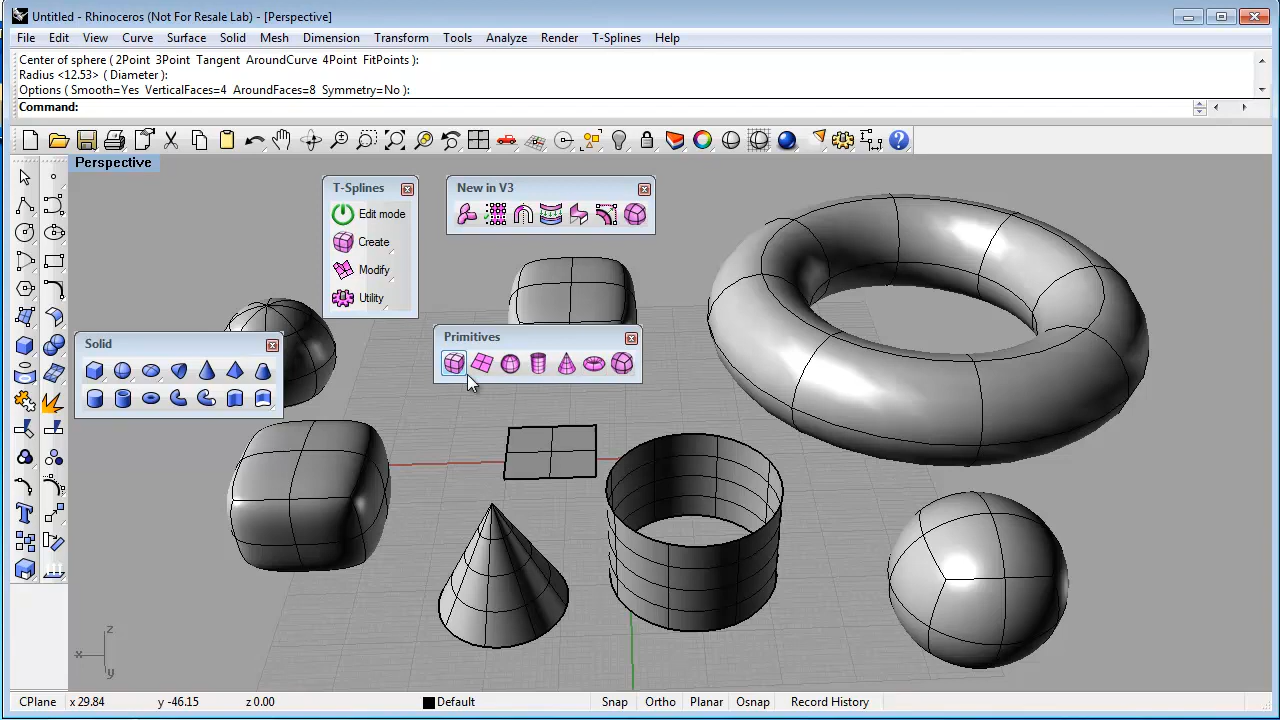 Untitled - Rhinoceros (Not For Resale Lab) - [Perspective]
File Edit View Curve Surface Solid Mesh Dimension Transform Tools Analyze Render T-Splines Help
Center of sphere ( 2Point 3Point Tangent AroundCurve 4Point FitPoints ):
Radius <12.53> ( Diameter ):
Options ( Smooth=Yes VerticalFaces=4 AroundFaces=8 Symmetry=No ):
Command:
Perspective
T-Splines
Edit mode
Create
Modify
Utility
New in V3
Solid
Primitives
z
x
y
CPlane x 29.84 y -46.15 z 0.00 Default Snap Ortho Planar Osnap Record History